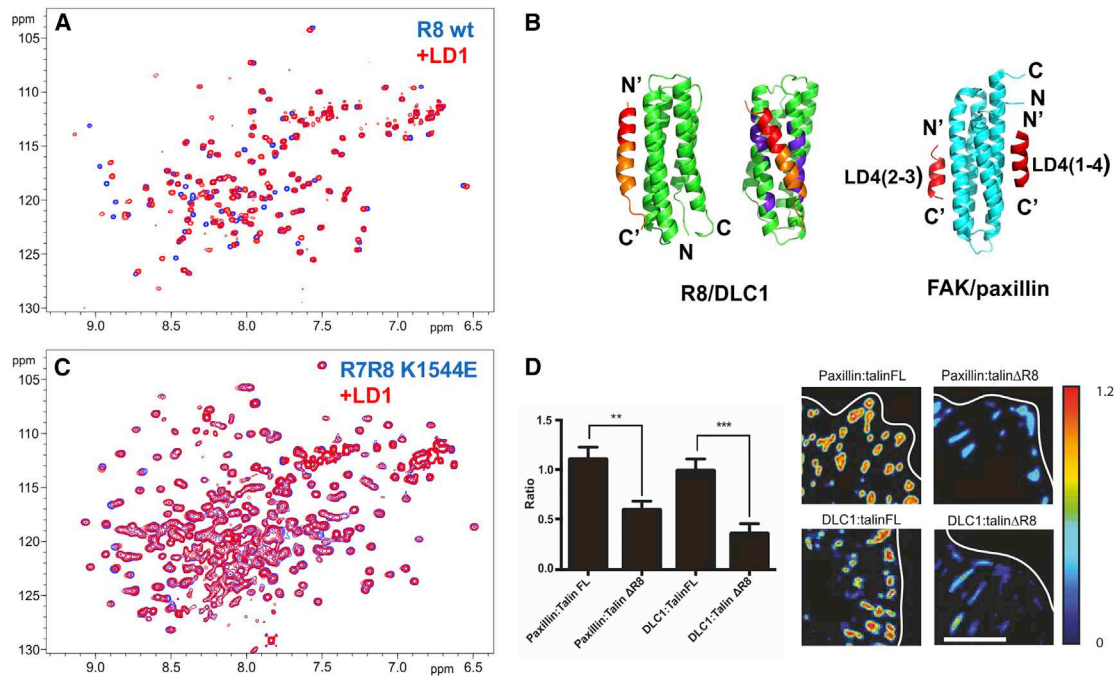 A
R8 wt
+LD1
ppm
105
110
115
120
125
130
9.0
8.5
8.0
7.5
ppm
7.0
6.5
B
N'
C'
N
C
R8/DLC1
C
N
N'
N'
LD4(2-3)
LD4(1-4)
C'
C'
FAK/paxillin
C
R7R8 K1544E
+LD1
ppm
105
110
115
120
125
130
9.0
8.5
8.0
7.5
ppm
7.0
6.5
D
1.5
1.0
0.5
0.0
Ratio
**
***
Paxillin:Talin FL
Paxillin:Talin ΔR8
DLC1:TalinFL
DLC1:Talin ΔR8
Paxillin:talinFL
Paxillin:talinΔR8
DLC1:talinFL
DLC1:talinΔR8
1.2
0